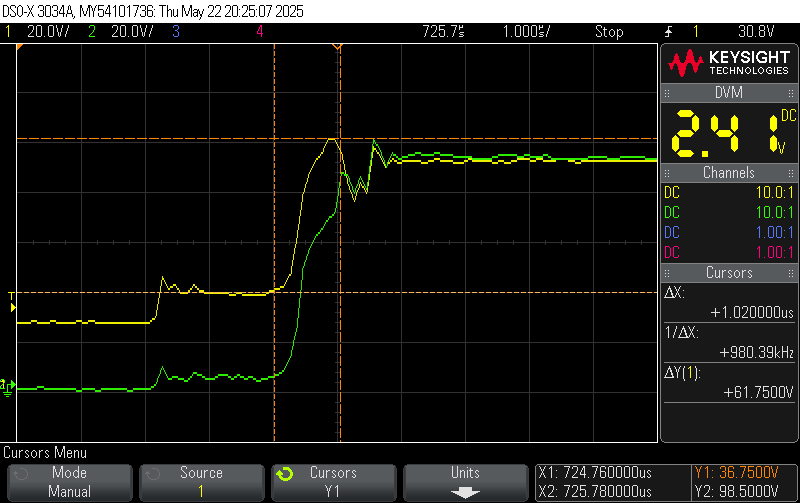 DSO-X 3034A, MY54101736: Thu May 22 20:25:07 2025
1 20.0V/ 2 20.0V/ 3 4 725.7us 1.000s/ Stop 1 30.8V
KEYSIGHT
TECHNOLOGIES
DVM
2.41 DC V
Channels
DC 10.0:1
DC 10.0:1
DC 1.00:1
DC 1.00:1
Cursors
ΔX:
+1.020000us
1/ΔX:
+980.39kHz
ΔY(1):
+61.7500V
Cursors Menu
Mode
Manual
Source
1
Cursors
Y1
Units
X1: 724.760000us
X2: 725.780000us
Y1: 36.7500V
Y2: 98.5000V